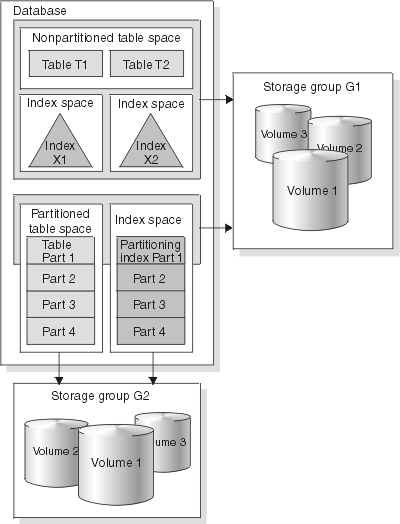 Database
Nonpartitioned table space
Table T1
Table T2
Index space
Index space
Index
X1
Index
X2
Storage group G1
Volume 3
Volume 2
Volume 1
Partitioned
table space
Index space
Table
Part 1
Partitioning
index Part 1
Part 2
Part 2
Part 3
Part 3
Part 4
Part 4
Storage group G2
Volume 2
ume 3
Volume 1